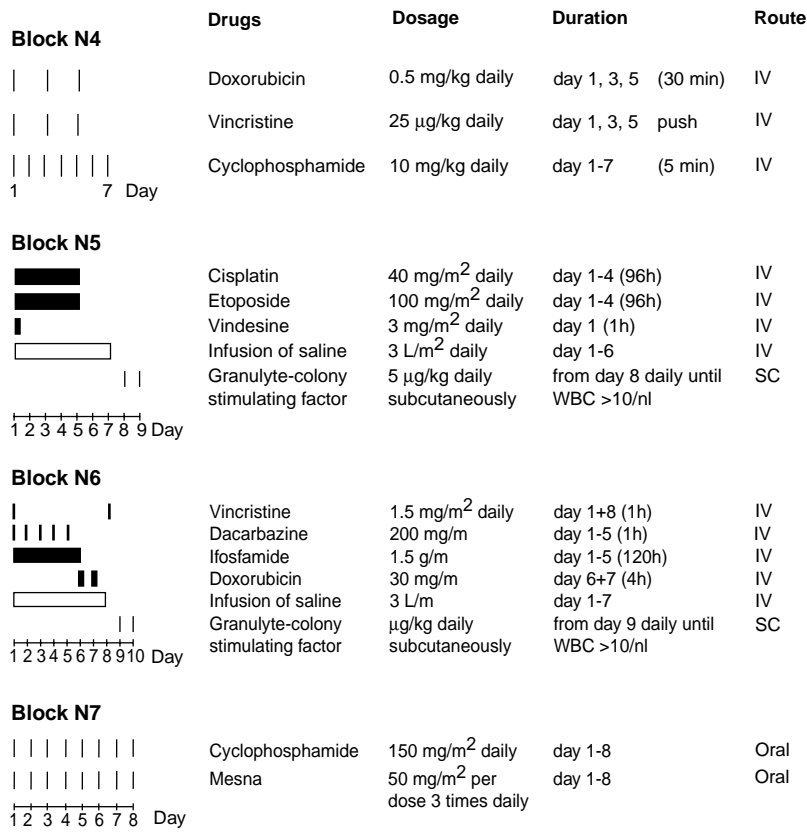 Drugs Dosage Duration Route
Block N4
Doxorubicin 0.5 mg/kg daily day 1, 3, 5 (30 min) IV
Vincristine 25 μg/kg daily day 1, 3, 5 push IV
Cyclophosphamide 10 mg/kg daily day 1-7 (5 min) IV
1 7 Day
Block N5
Cisplatin 40 mg/m² daily day 1-4 (96h) IV
Etoposide 100 mg/m² daily day 1-4 (96h) IV
Vindesine 3 mg/m² daily day 1 (1h) IV
Infusion of saline 3 L/m² daily day 1-6 IV
Granulyte-colony 5 μg/kg daily from day 8 daily until SC
stimulating factor subcutaneously WBC >10/nl
1 2 3 4 5 6 7 8 9 Day
Block N6
Vincristine 1.5 mg/m² daily day 1+8 (1h) IV
Dacarbazine 200 mg/m day 1-5 (1h) IV
Ifosfamide 1.5 g/m day 1-5 (120h) IV
Doxorubicin 30 mg/m day 6+7 (4h) IV
Infusion of saline 3 L/m day 1-7 IV
Granulyte-colony μg/kg daily from day 9 daily until SC
stimulating factor subcutaneously WBC >10/nl
1 2 3 4 5 6 7 8 9 10 Day
Block N7
Cyclophosphamide 150 mg/m² daily day 1-8 Oral
Mesna 50 mg/m² per day 1-8 Oral
dose 3 times daily
1 2 3 4 5 6 7 8 Day